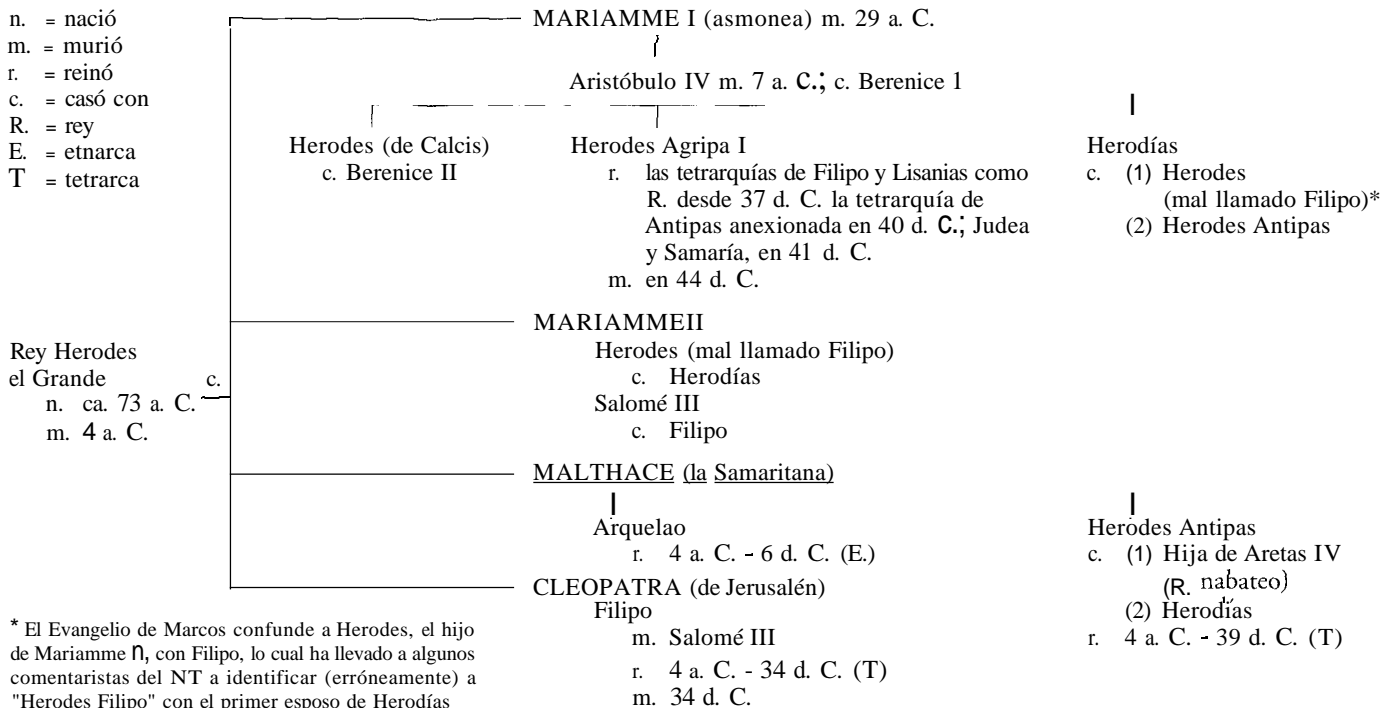 n. = nació
m. = murió
r. = reinó
c. = casó con
R. = rey
E. = etnarca
T = tetrarca
MARlAMME I (asmonea) m. 29 a. C.
Aristóbulo IV m. 7 a. C.; c. Berenice 1
Herodes (de Calcis)
c. Berenice II
Herodes Agripa I
r. las tetrarquías de Filipo y Lisanias como
R. desde 37 d. C. la tetrarquía de
Antipas anexionada en 40 d. C.; Judea
y Samaría, en 41 d. C.
m. en 44 d. C.
Herodías
c. (1) Herodes
(mal llamado Filipo)*
(2) Herodes Antipas
Rey Herodes
el Grande c.
n. ca. 73 a. C.
m. 4 a. C.
MARIAMMEII
Herodes (mal llamado Filipo)
c. Herodías
Salomé III
c. Filipo
MALTHACE (la Samaritana)
Arquelao
r. 4 a. C. - 6 d. C. (E.)
Herodes Antipas
c. (1) Hija de Aretas IV
(R. nabateo)
(2) Herodías
r. 4 a. C. - 39 d. C. (T)
CLEOPATRA (de Jerusalén)
Filipo
m. Salomé III
r. 4 a. C. - 34 d. C. (T)
m. 34 d. C.
* El Evangelio de Marcos confunde a Herodes, el hijo
de Mariamme n, con Filipo, lo cual ha llevado a algunos
comentaristas del NT a identificar (erróneamente) a
"Herodes Filipo" con el primer esposo de Herodías